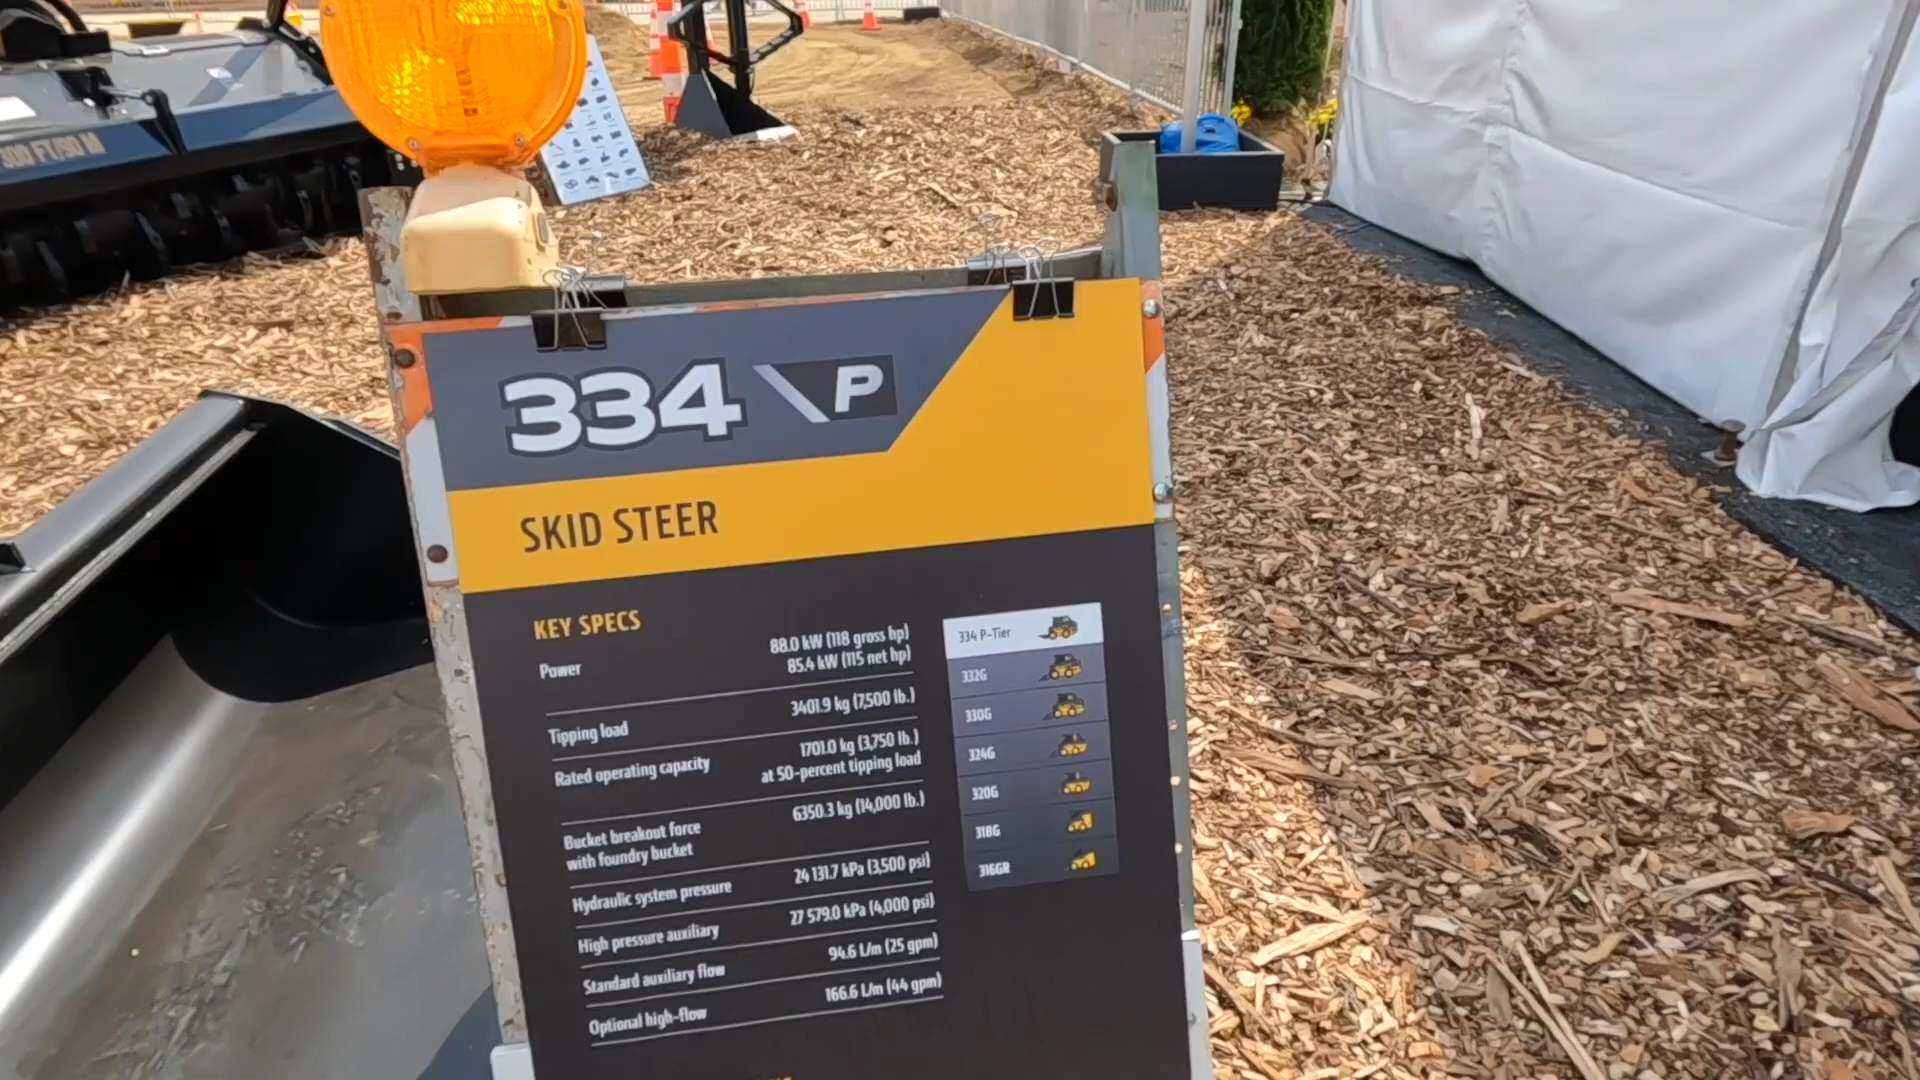 334 P
SKID STEER
KEY SPECS
Power 88.0 kW (118 gross hp)
85.4 kW (115 net hp)
Tipping load 3401.9 kg (7,500 lb.)
Rated operating capacity 1701.0 kg (3,750 lb.)
at 50-percent tipping load
Bucket breakout force 6350.3 kg (14,000 lb.)
with foundry bucket
Hydraulic system pressure 24 131.7 kPa (3,500 psi)
High pressure auxiliary 27 579.0 kPa (4,000 psi)
Standard auxiliary flow 94.6 L/m (25 gpm)
Optional high-flow 166.6 L/m (44 gpm)
334 P-Tier
332G
330G
324G
320G
318G
316GR